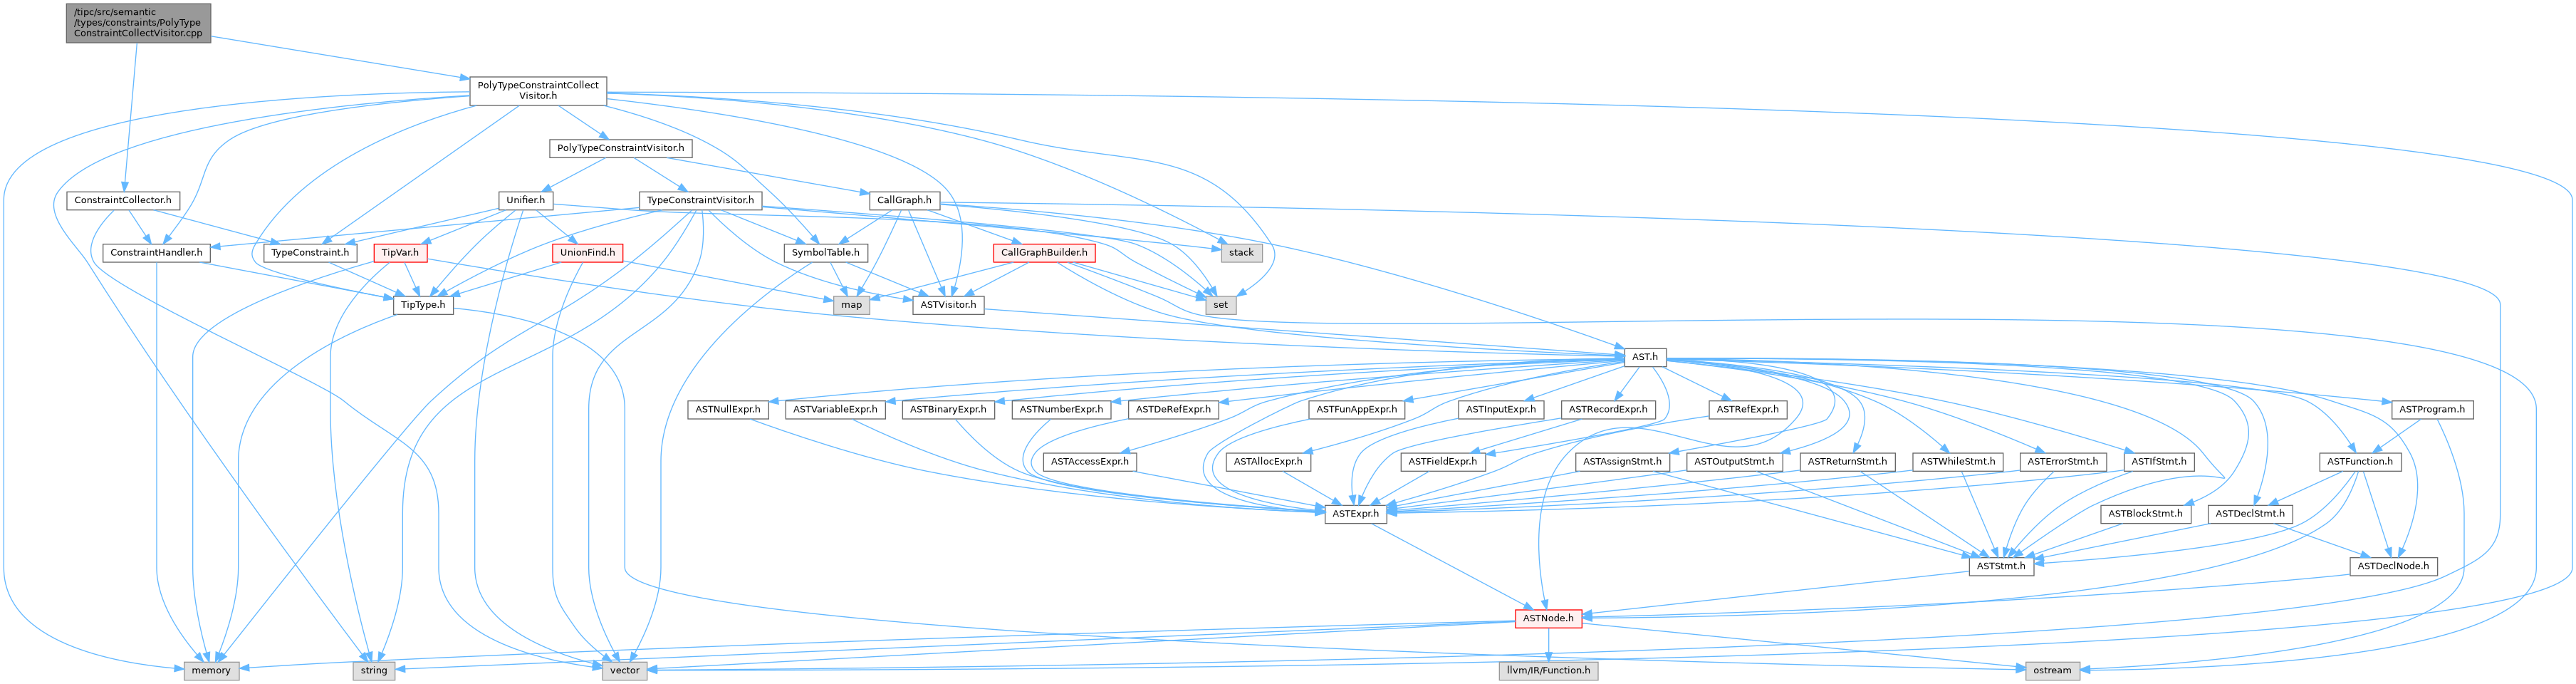 /tipc/src/semantic
/types/constraints/PolyType
ConstraintCollectVisitor.cpp
PolyTypeConstraintCollect
Visitor.h
PolyTypeConstraintVisitor.h
ConstraintCollector.h
Unifier.h
TypeConstraintVisitor.h
CallGraph.h
ConstraintHandler.h
TypeConstraint.h
TipVar.h
UnionFind.h
SymbolTable.h
CallGraphBuilder.h
stack
TipType.h
map
ASTVisitor.h
set
AST.h
ASTNullExpr.h
ASTVariableExpr.h
ASTBinaryExpr.h
ASTNumberExpr.h
ASTDeRefExpr.h
ASTFunAppExpr.h
ASTInputExpr.h
ASTRecordExpr.h
ASTRefExpr.h
ASTProgram.h
ASTAccessExpr.h
ASTAllocExpr.h
ASTFieldExpr.h
ASTAssignStmt.h
ASTOutputStmt.h
ASTReturnStmt.h
ASTWhileStmt.h
ASTErrorStmt.h
ASTIfStmt.h
ASTFunction.h
ASTExpr.h
ASTBlockStmt.h
ASTDeclStmt.h
ASTStmt.h
ASTDeclNode.h
ASTNode.h
memory
string
vector
llvm/IR/Function.h
ostream